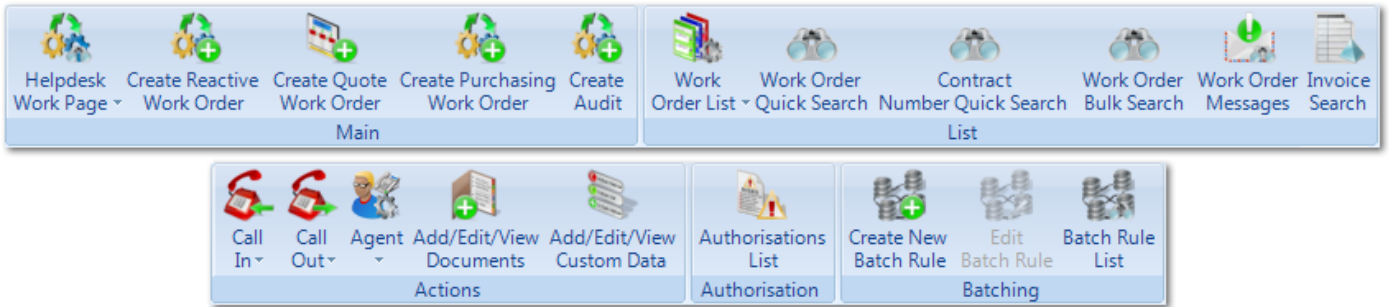 Helpdesk Create Reactive Create Quote Create Purchasing Create Work Work Order Contract Work Order Work Order Invoice
Work Page Work Order Work Order Work Order Audit Order List Quick Search Number Quick Search Bulk Search Messages Search
Main List
Call Call Agent Add/Edit/View Add/Edit/View Authorisations Create New Edit Batch Rule
In Out Documents Custom Data List Batch Rule Batch Rule List
Actions Authorisation Batching